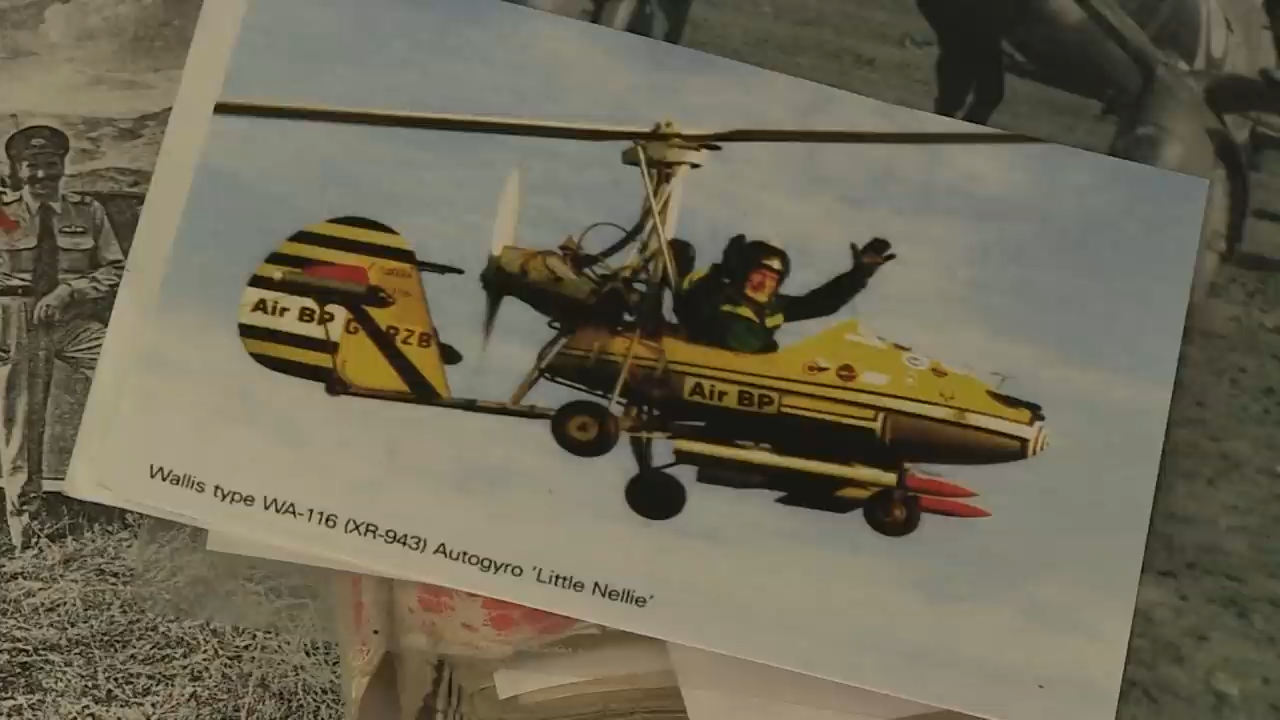 Air BP
G-ARZB
Air BP
Wallis type WA-116 (XR-943) Autogyro 'Little Nellie'